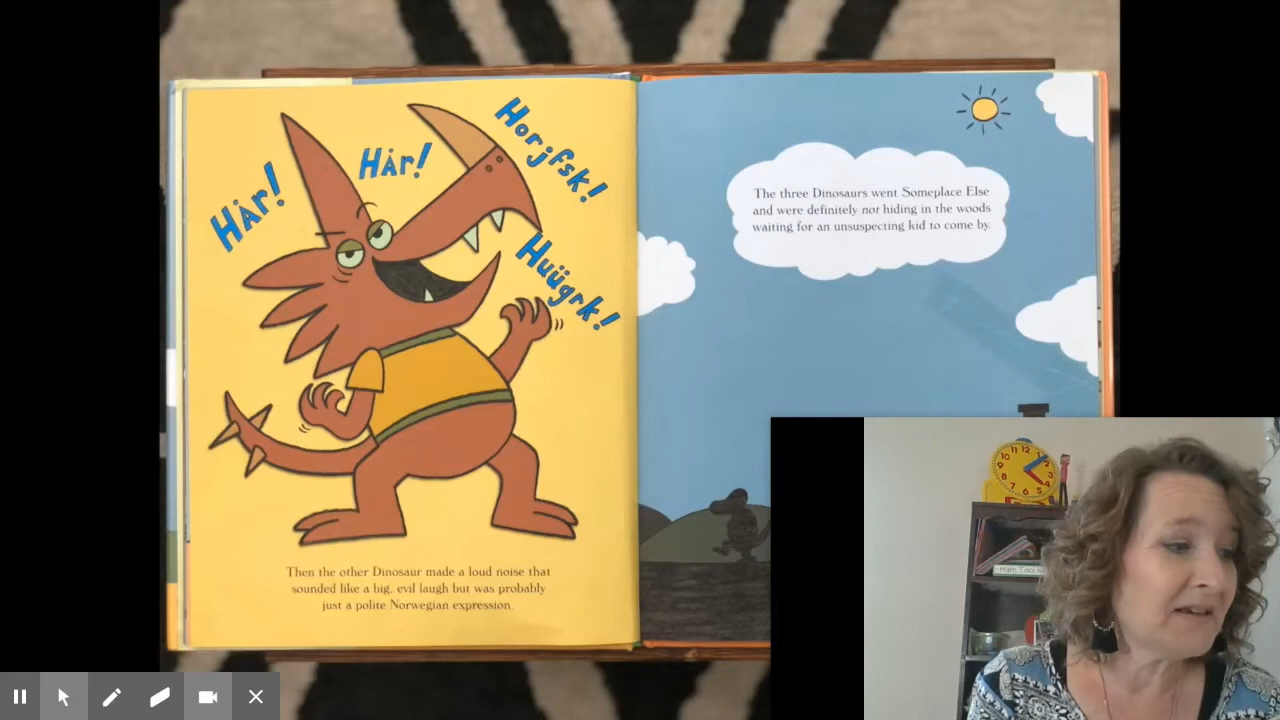 HÅr!
HÅr!
Horjfsk!
Huügrk!
Then the other Dinosaur made a loud noise that
sounded like a big, evil laugh but was probably
just a polite Norwegian expression.
The three Dinosaurs went Someplace Else
and were definitely not hiding in the woods
waiting for an unsuspecting kid to come by.